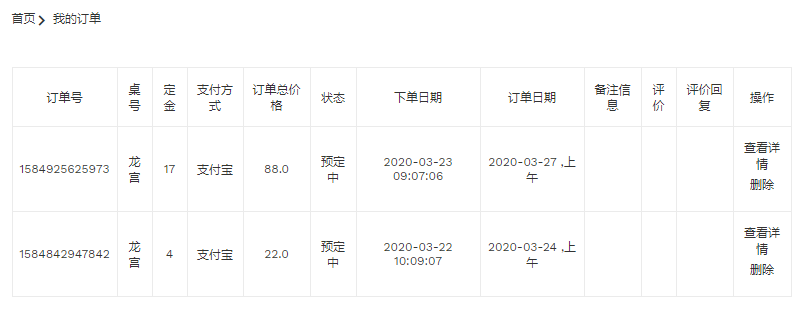 首页 我的订单
订单号 桌号 定金 支付方式 订单总价格 状态 下单日期 订单日期 备注信息 评价 评价回复 操作
1584925625973 龙宫 17 支付宝 88.0 预定中 2020-03-23 09:07:06 2020-03-27 ,上午 查看详情 删除
1584842947842 龙宫 4 支付宝 22.0 预定中 2020-03-22 10:09:07 2020-03-24 ,上午 查看详情 删除